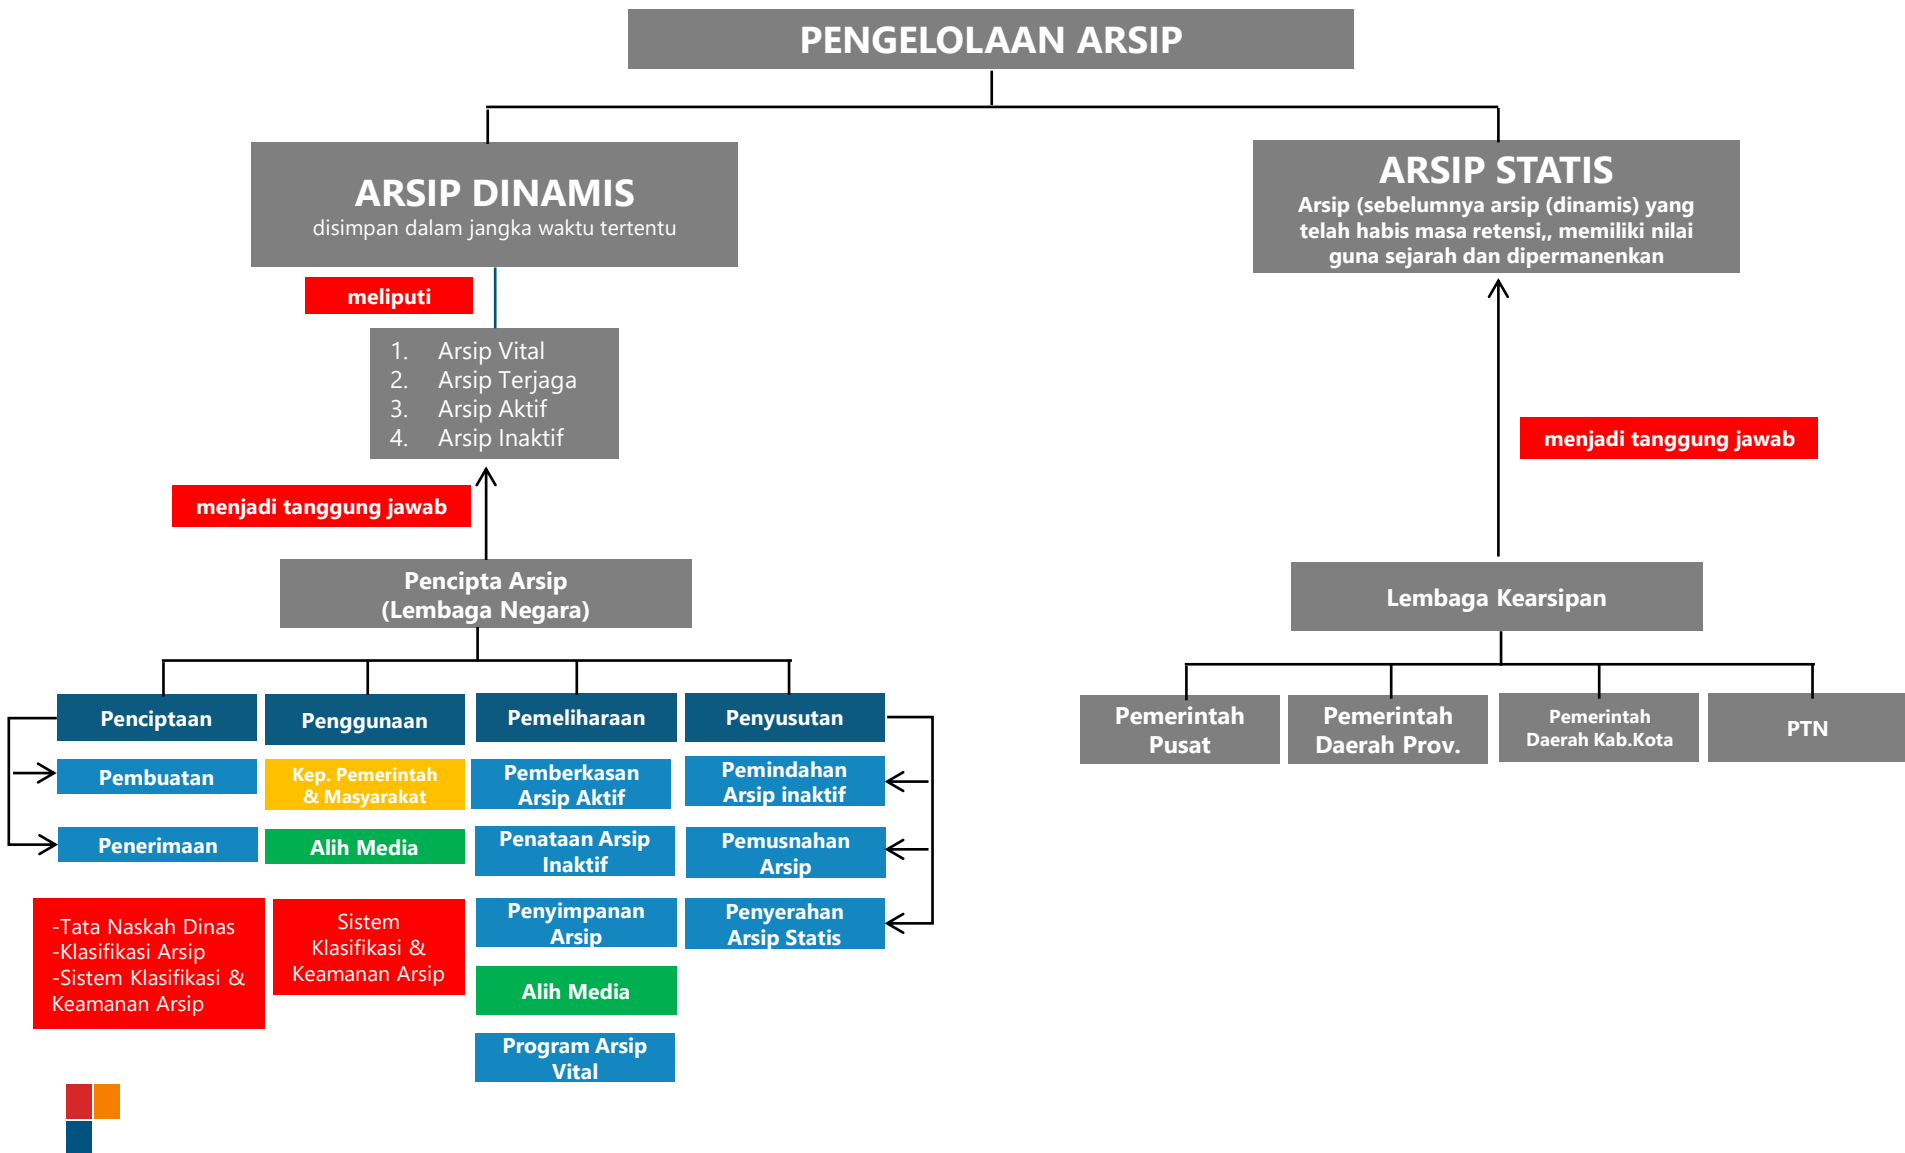 PENGELOLAAN ARSIP
ARSIP DINAMIS
disimpan dalam jangka waktu tertentu
ARSIP STATIS
Arsip (sebelumnya arsip (dinamis) yang
telah habis masa retensi,, memiliki nilai
guna sejarah dan dipermanenkan
meliputi
1. Arsip Vital
2. Arsip Terjaga
3. Arsip Aktif
4. Arsip Inaktif
menjadi tanggung jawab
menjadi tanggung jawab
Pencipta Arsip
(Lembaga Negara)
Lembaga Kearsipan
Penciptaan
Pembuatan
Penerimaan
-Tata Naskah Dinas
-Klasifikasi Arsip
-Sistem Klasifikasi &
Keamanan Arsip
Penggunaan
Kep. Pemerintah
& Masyarakat
Alih Media
Sistem
Klasifikasi &
Keamanan Arsip
Pemeliharaan
Pemberkasan
Arsip Aktif
Penataan Arsip
Inaktif
Penyimpanan
Arsip
Alih Media
Program Arsip
Vital
Penyusutan
Pemindahan
Arsip inaktif
Pemusnahan
Arsip
Penyerahan
Arsip Statis
Pemerintah
Pusat
Pemerintah
Daerah Prov.
Pemerintah
Daerah Kab.Kota
PTN